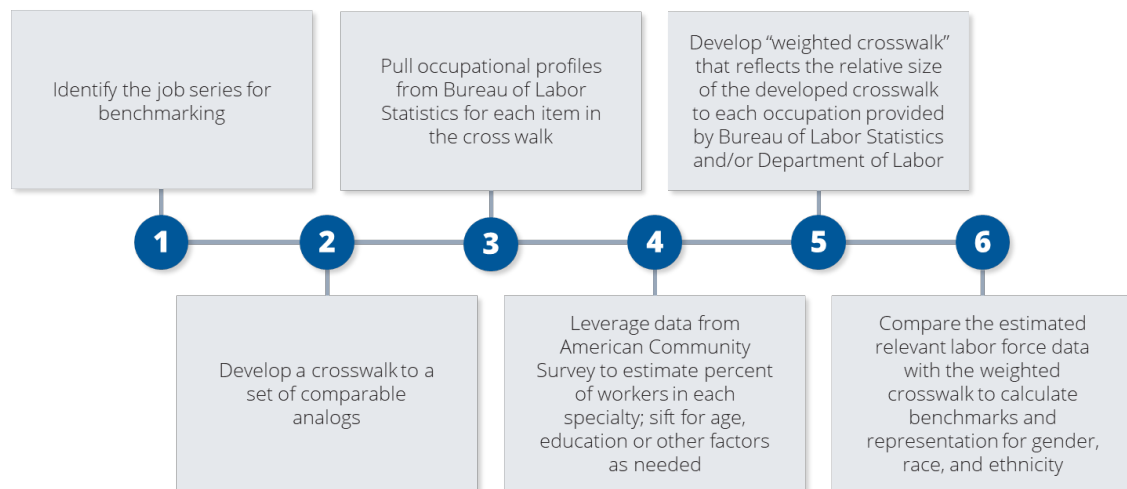 Identify the job series for
benchmarking
Pull occupational profiles
from Bureau of Labor
Statistics for each item in
the cross walk
Develop “weighted crosswalk”
that reflects the relative size
of the developed crosswalk
to each occupation provided
by Bureau of Labor Statistics
and/or Department of Labor
1
2
3
4
5
6
Develop a crosswalk to a
set of comparable
analogs
Leverage data from
American Community
Survey to estimate percent
of workers in each
specialty; sift for age,
education or other factors
as needed
Compare the estimated
relevant labor force data
with the weighted
crosswalk to calculate
benchmarks and
representation for gender,
race, and ethnicity